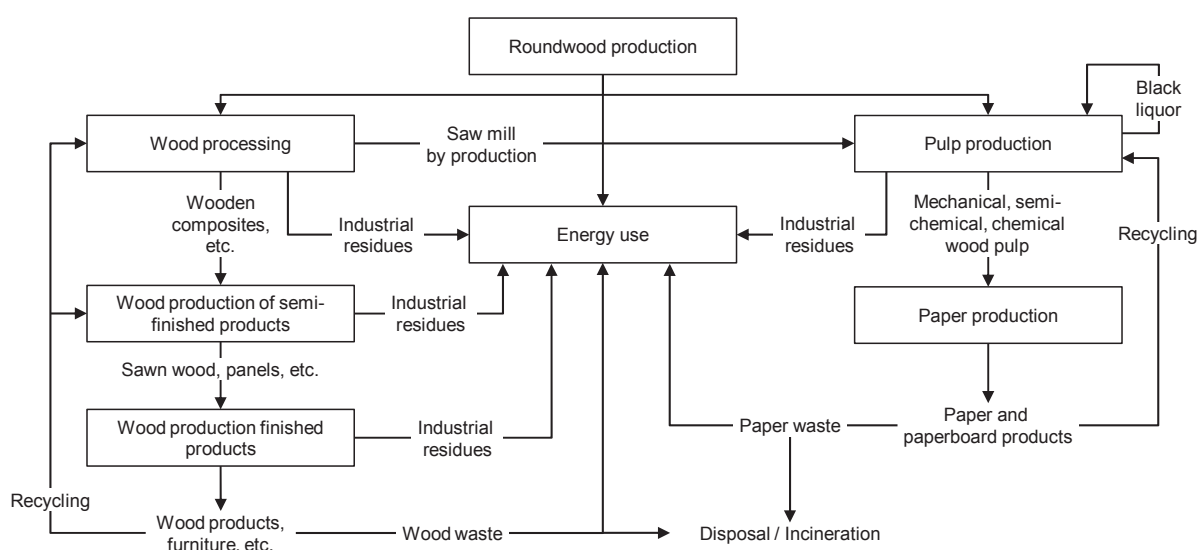 Roundwood production
Black
liquor
Wood processing
Saw mill
by production
Pulp production
Wooden
composites,
etc.
Industrial
residues
Energy use
Industrial
residues
Mechanical, semi-
chemical, chemical
wood pulp
Recycling
Wood production of semi-
finished products
Industrial
residues
Paper production
Sawn wood, panels, etc.
Wood production finished
products
Industrial
residues
Paper waste
Paper and
paperboard products
Recycling
Wood products,
furniture, etc.
Wood waste
Disposal / Incineration